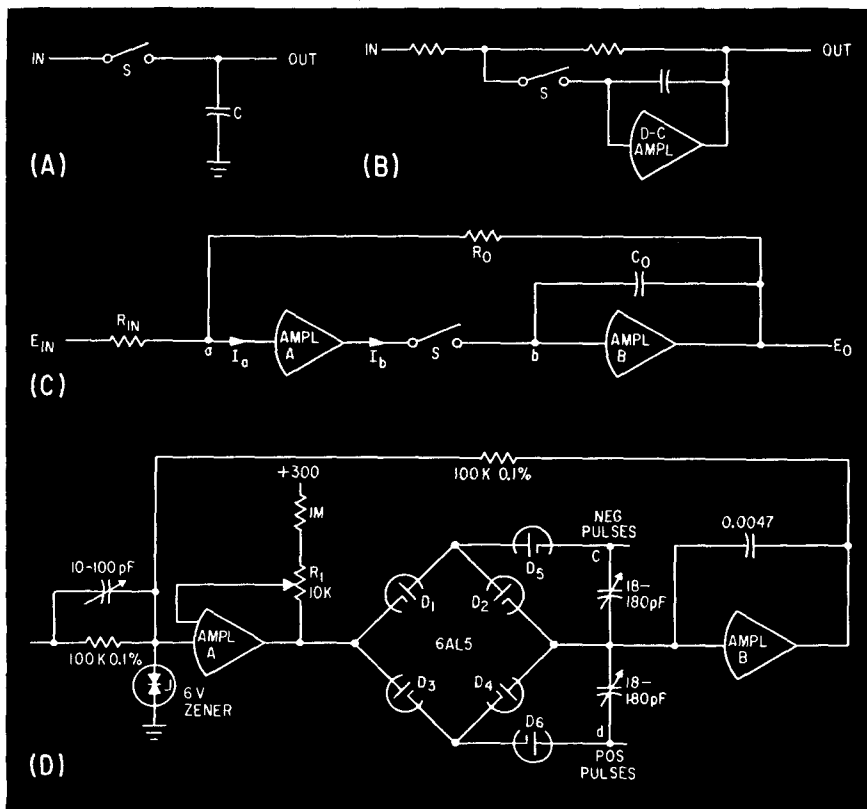 IN
S
OUT
C
(A)
IN
OUT
S
D-C
AMPL
(B)
R0
C0
EIN
RIN
a
Ia
AMPL
A
Ib
S
b
AMPL
B
E0
(C)
100K 0.1%
+300
1M
R1
10K
10-100pF
100K 0.1%
6V
ZENER
AMPL
A
D1
D2
6AL5
D3
D4
D5
NEG
PULSES
C
18-
180pF
0.0047
AMPL
B
18-
180pF
D6
d
POS
PULSES
(D)